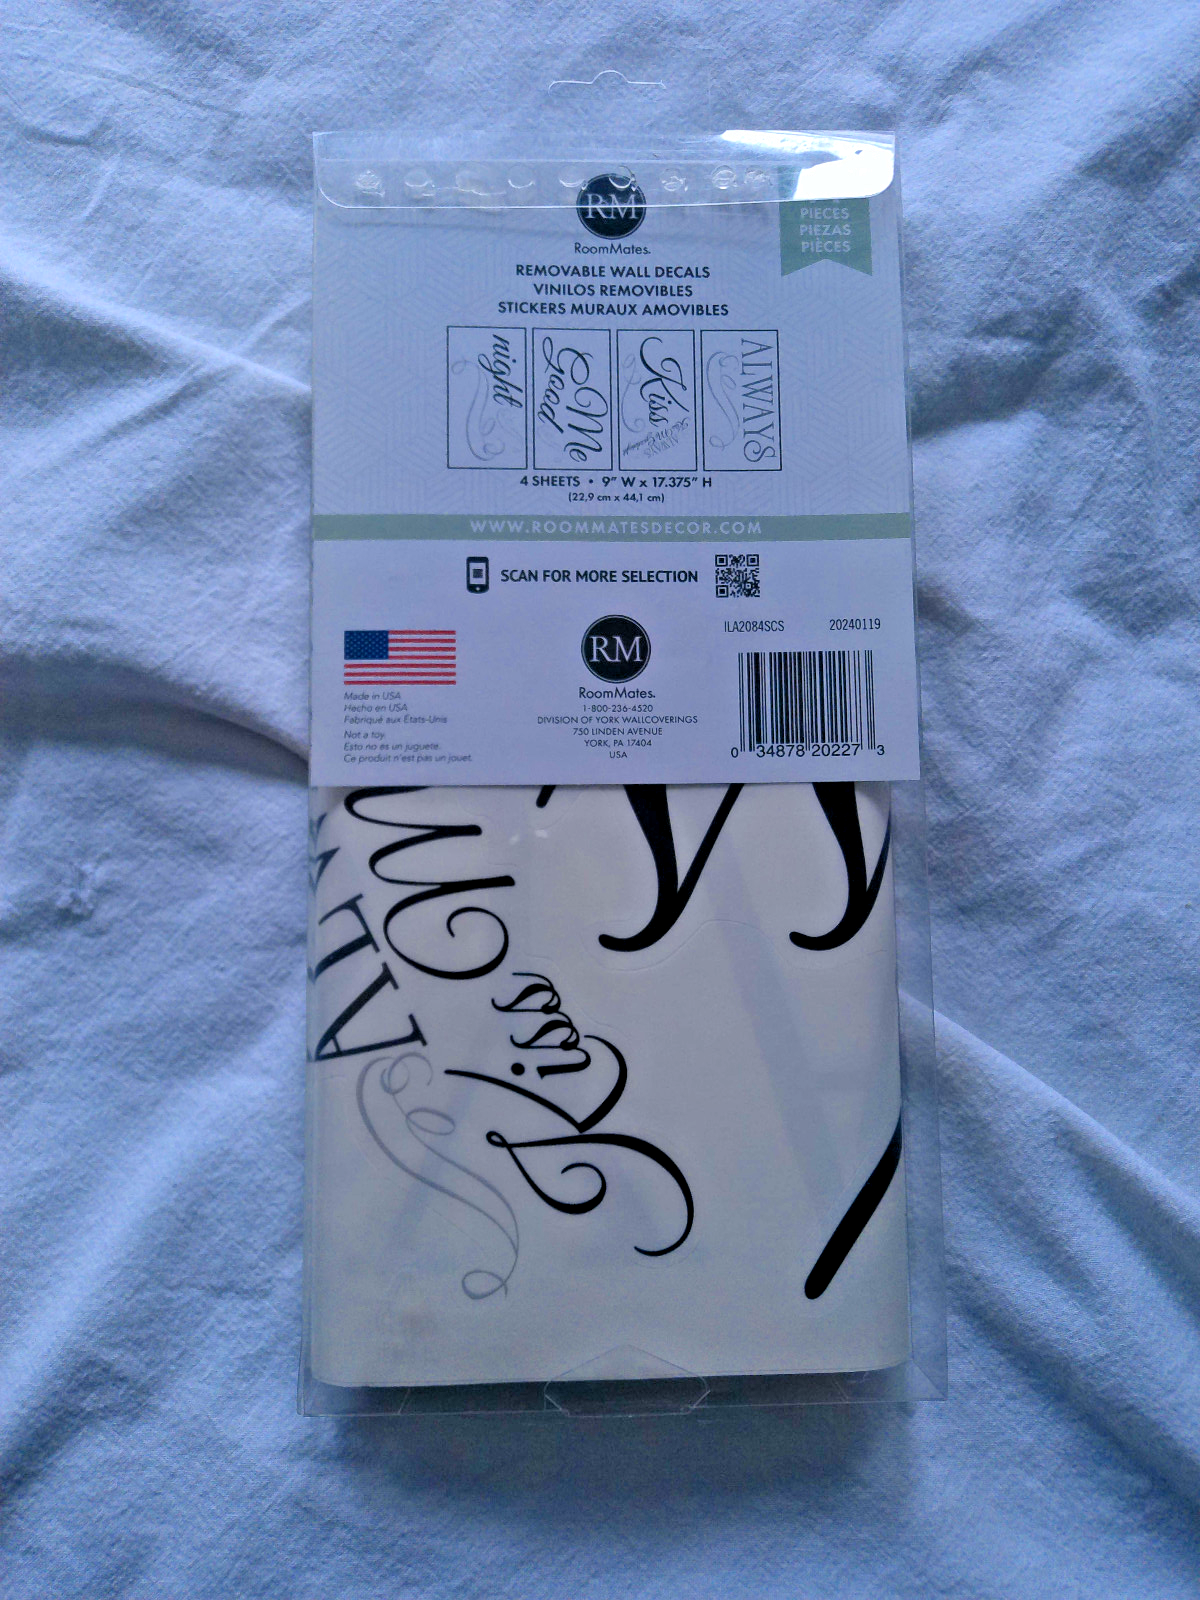 RM
RoomMates.
PIECES
PIEZAS
PIÈCES
REMOVABLE WALL DECALS
VINILOS REMOVIBLES
STICKERS MURAUX AMOVIBLES
night
Me
Good
Kiss
ALWAYS
4 SHEETS • 9" W x 17.375" H
(22,9 cm x 44,1 cm)
WWW.ROOMMATESDECOR.COM
SCAN FOR MORE SELECTION
Made in USA
Hecho en USA
Fabriqué aux États-Unis
Not a toy.
Esto no es un juguete.
Ce produit n'est pas un jouet.
RM
RoomMates.
1-800-236-4520
DIVISION OF YORK WALLCOVERINGS
750 LINDEN AVENUE
YORK, PA 17404
USA
ILA2084SCS 20240119
0 34878 20227 3
Kiss